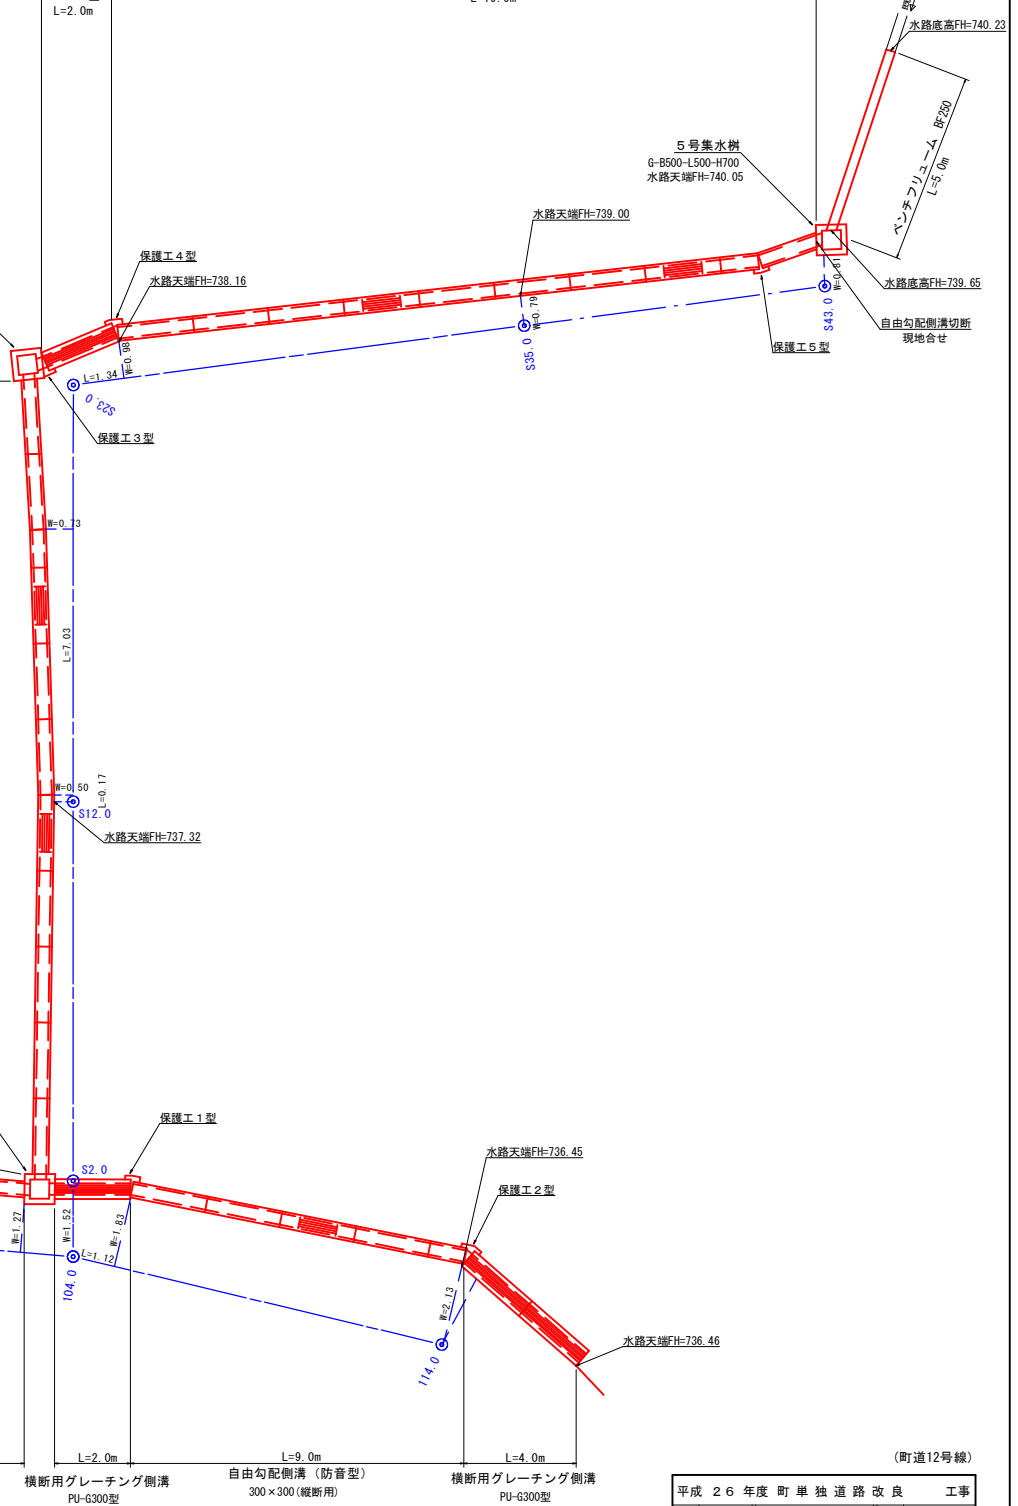 L=2.0m
水路底高FH=740.23
ベンチフリューム BF250
L=5.0m
5号集水桝
G-B500-L500-H700
水路天端FH=740.05
水路天端FH=739.00
保護工4型
水路天端FH=738.16
W=0.98
W=0.79
W=0.81
S35.0
S43.0
水路底高FH=739.65
自由勾配側溝切断
現地合せ
保護工5型
L=1.34
S23.0
保護工3型
W=0.73
L=7.03
W=0.50
L=0.17
S12.0
水路天端FH=737.32
保護工1型
S2.0
水路天端FH=736.45
保護工2型
W=1.27
W=1.52
W=1.83
L=1.12
104.0
W=2.13
114.0
水路天端FH=736.46
L=2.0m
L=9.0m
L=4.0m
横断用グレーチング側溝
PU-G300型
自由勾配側溝(防音型)
300×300(縦断用)
横断用グレーチング側溝
PU-G300型
(町道12号線)
平成 26 年度 町単独道路改良 工事